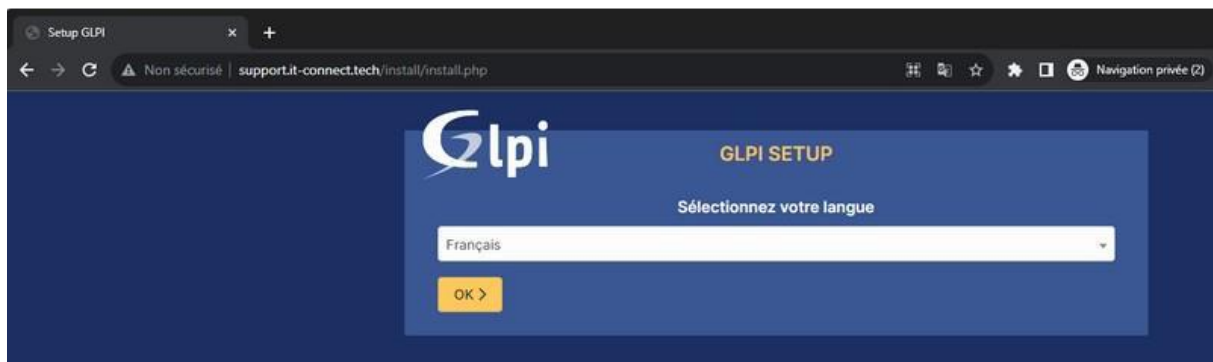 Setup GLPI
Non sécurisé | support.it-connect.tech/install/install.php
Navigation privée (2)
Glpi
GLPI SETUP
Sélectionnez votre langue
Français
OK